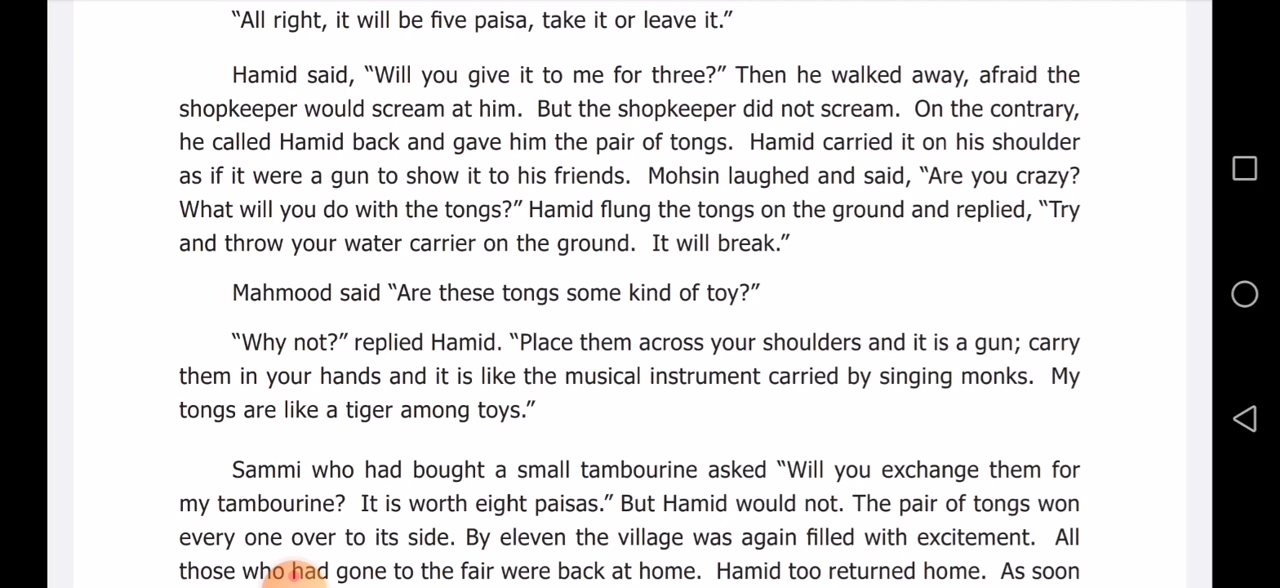 “All right, it will be five paisa, take it or leave it.”
Hamid said, “Will you give it to me for three?” Then he walked away, afraid the
shopkeeper would scream at him. But the shopkeeper did not scream. On the contrary,
he called Hamid back and gave him the pair of tongs. Hamid carried it on his shoulder
as if it were a gun to show it to his friends. Mohsin laughed and said, “Are you crazy?
What will you do with the tongs?” Hamid flung the tongs on the ground and replied, “Try
and throw your water carrier on the ground. It will break.”
Mahmood said “Are these tongs some kind of toy?”
“Why not?” replied Hamid. “Place them across your shoulders and it is a gun; carry
them in your hands and it is like the musical instrument carried by singing monks. My
tongs are like a tiger among toys.”
Sammi who had bought a small tambourine asked “Will you exchange them for
my tambourine? It is worth eight paisas.” But Hamid would not. The pair of tongs won
every one over to its side. By eleven the village was again filled with excitement. All
those who had gone to the fair were back at home. Hamid too returned home. As soon